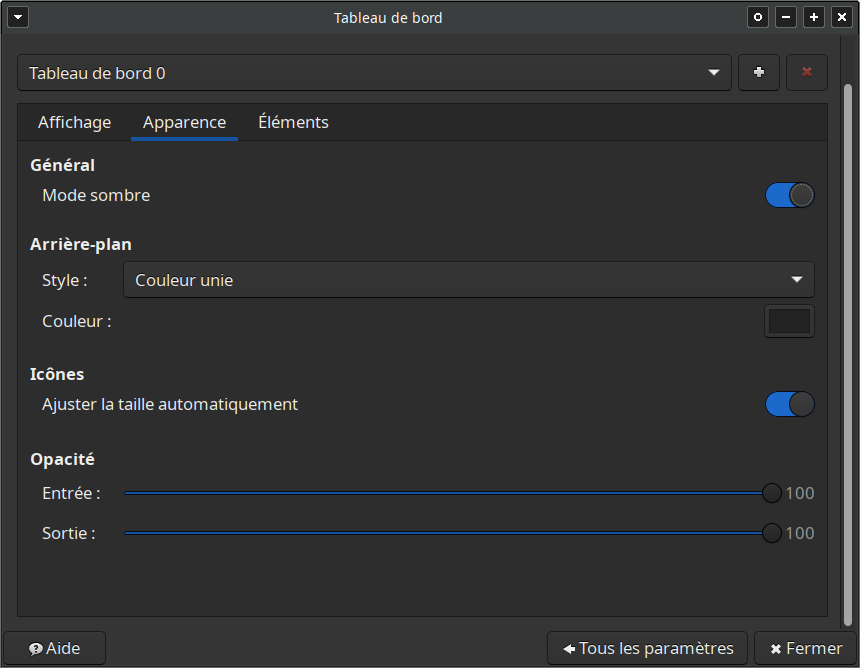 Tableau de bord
Tableau de bord 0
Affichage Apparence Éléments
Général
Mode sombre
Arrière-plan
Style : Couleur unie
Couleur :
Icônes
Ajuster la taille automatiquement
Opacité
Entrée : 100
Sortie : 100
Aide Tous les paramètres Fermer